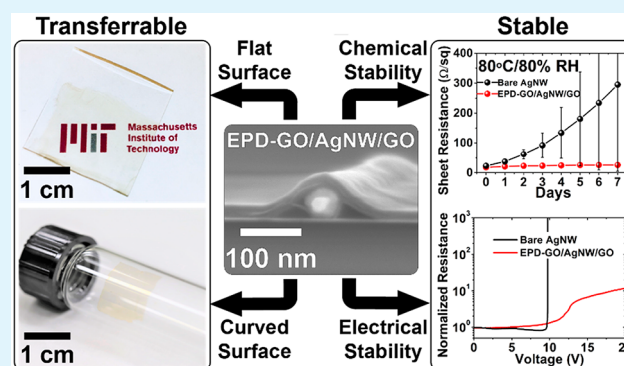 Transferrable
Massachusetts
Institute of
Technology
1 cm
1 cm
Flat
Surface
Chemical
Stability
EPD-GO/AgNW/GO
100 nm
Curved
Surface
Electrical
Stability
Stable
80°C/80% RH
Bare AgNW
EPD-GO/AgNW/GO
Sheet Resistance (Ω/sq)
400
300
200
100
0
0 1 2 3 4 5 6 7
Days
Bare AgNW
EPD-GO/AgNW/GO
Normalized Resistance
10³
10²
10¹
10⁰
0 5 10 15 20
Voltage (V)